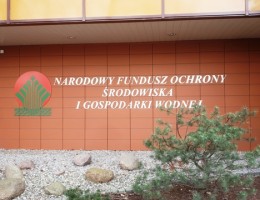 NARODOWY FUNDUSZ OCHRONY
ŚRODOWISKA
I GOSPODARKI WODNEJ